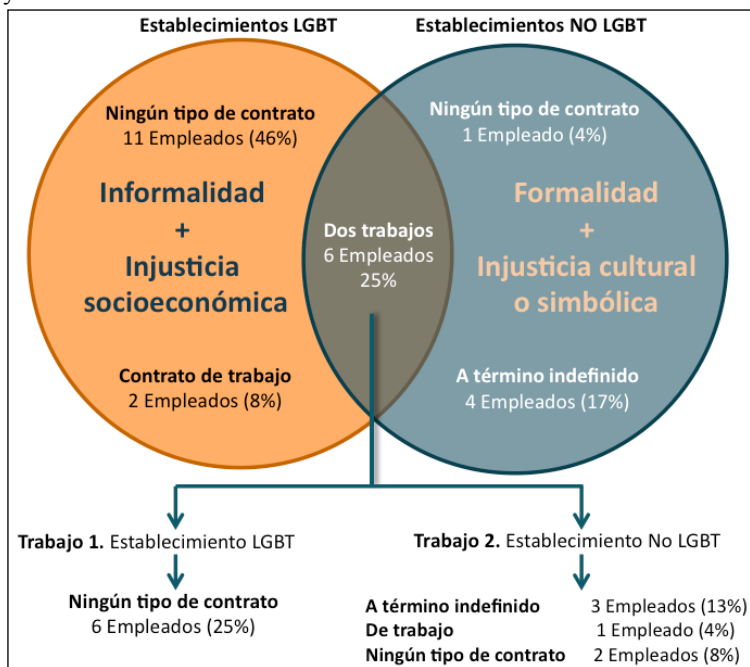 Establecimientos LGBT
Establecimientos NO LGBT
Ningún tipo de contrato
11 Empleados (46%)
Informalidad
+
Injusticia
socioeconómica
Contrato de trabajo
2 Empleados (8%)
Dos trabajos
6 Empleados
25%
Ningún tipo de contrato
1 Empleado (4%)
Formalidad
+
Injusticia cultural
o simbólica
A término indefinido
4 Empleados (17%)
Trabajo 1. Establecimiento LGBT
Ningún tipo de contrato
6 Empleados (25%)
Trabajo 2. Establecimiento No LGBT
A término indefinido 3 Empleados (13%)
De trabajo 1 Empleado (4%)
Ningún tipo de contrato 2 Empleados (8%)